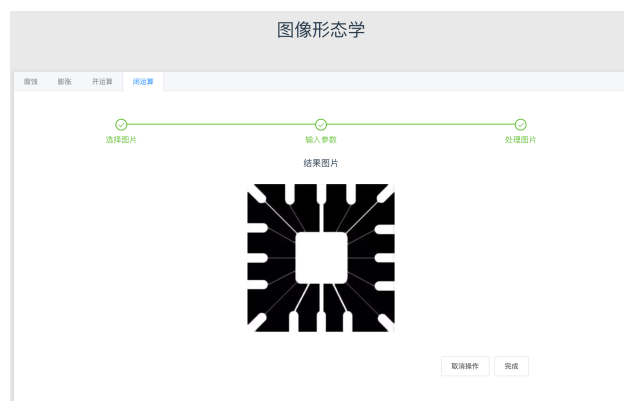 图像形态学
腐蚀 膨胀 开运算 闭运算
选择图片 输入参数 处理图片
结果图片
取消操作 完成